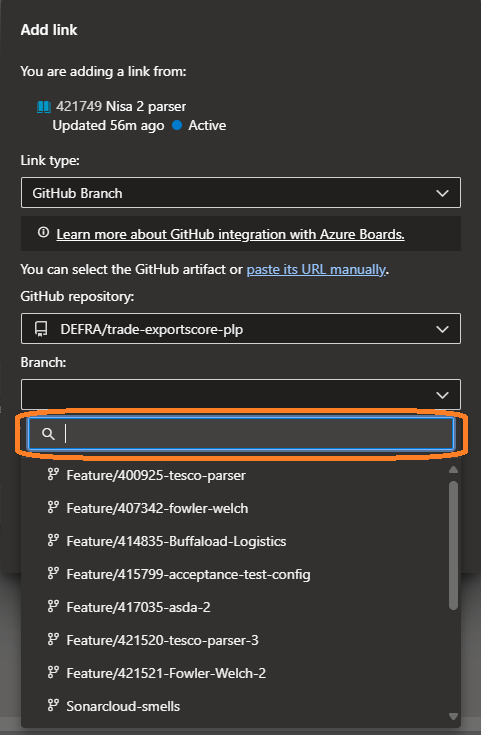 Add link
You are adding a link from:
421749 Nisa 2 parser
Updated 56m ago Active
Link type:
GitHub Branch
Learn more about GitHub integration with Azure Boards.
You can select the GitHub artifact or paste its URL manually.
GitHub repository:
DEFRA/trade-exportscore-plp
Branch:
Feature/400925-tesco-parser
Feature/407342-fowler-welch
Feature/414835-Buffaload-Logistics
Feature/415799-acceptance-test-config
Feature/417035-asda-2
Feature/421520-tesco-parser-3
Feature/421521-Fowler-Welch-2
Sonarcloud-smells